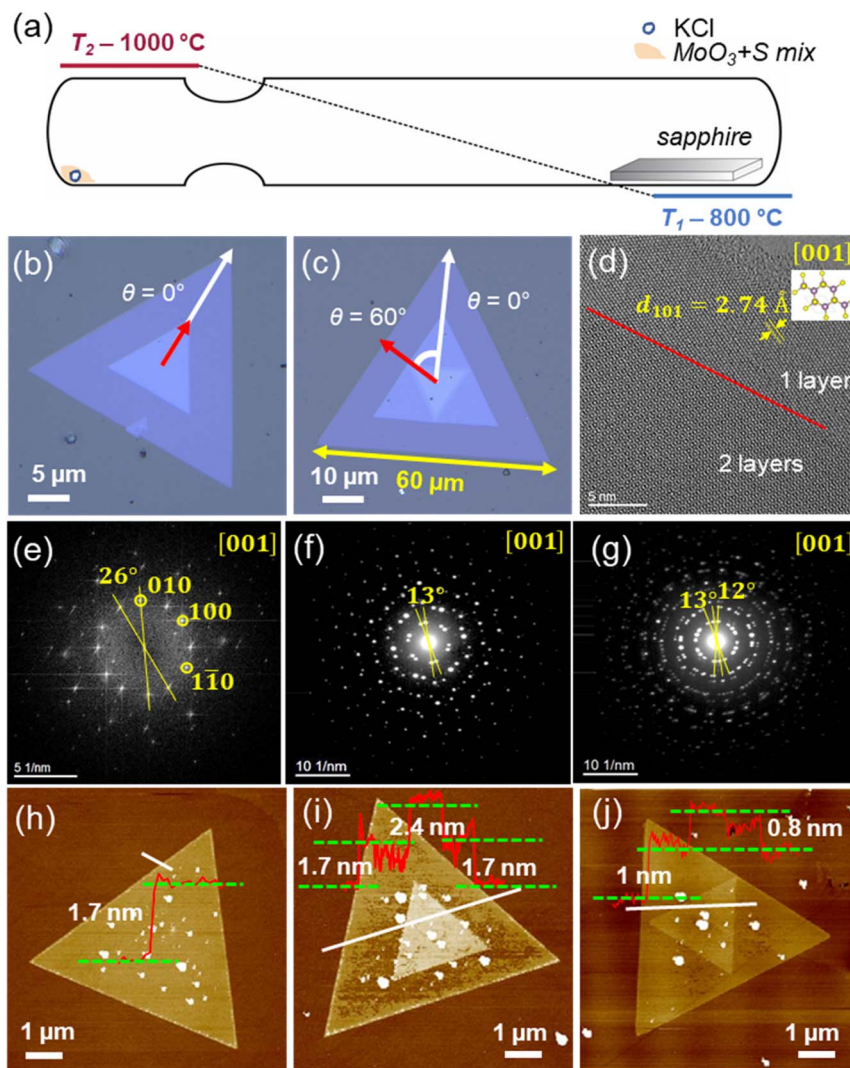 (a)
T₂ – 1000 °C
KCl
MoO₃+S mix
sapphire
T₁ – 800 °C
(b)
θ = 0°
5 µm
(c)
θ = 60°
θ = 0°
10 µm
60 µm
(d)
[001]
d₁₀₁ = 2.74 Å
1 layer
2 layers
5 nm
(e)
[001]
26°
010
100
11̅0
5 1/nm
(f)
[001]
13°
10 1/nm
(g)
[001]
13°
12°
10 1/nm
(h)
1.7 nm
1 µm
(i)
2.4 nm
1.7 nm
1.7 nm
1 µm
(j)
0.8 nm
1 nm
1 µm